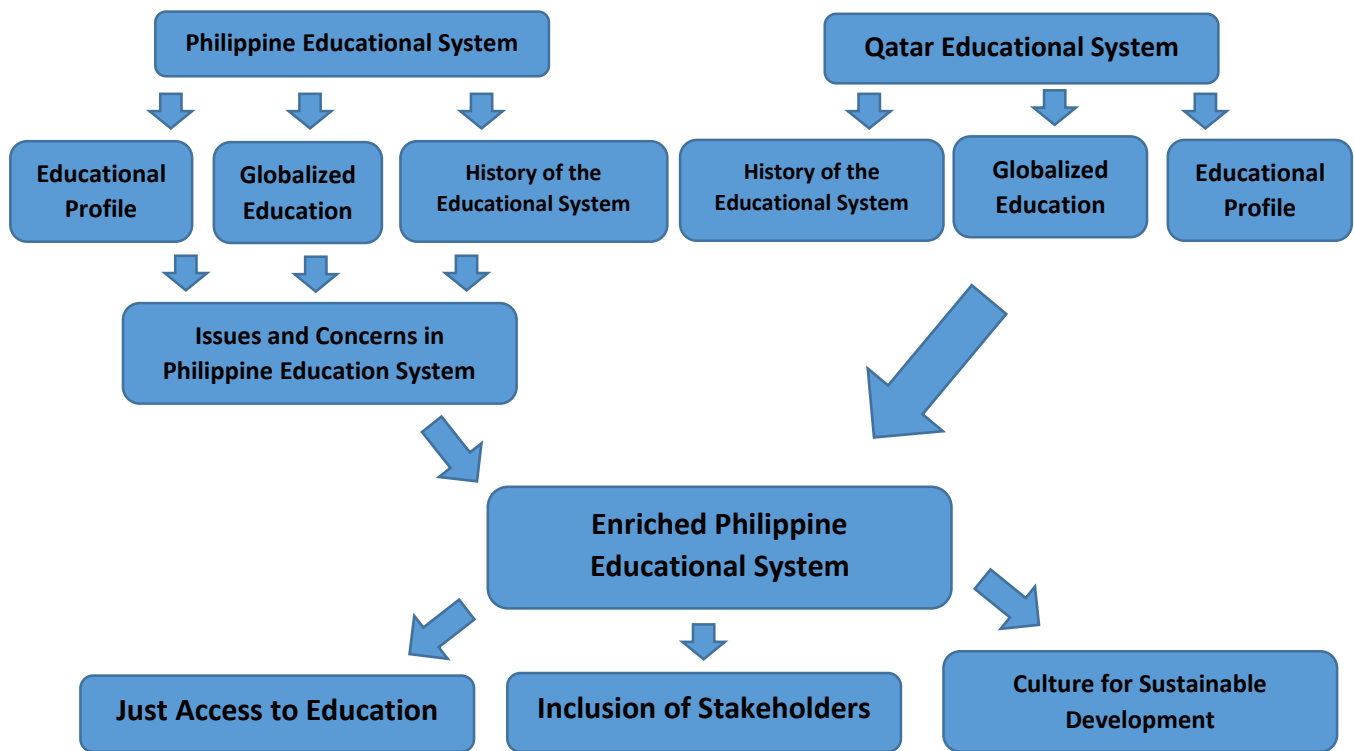 Philippine Educational System
Qatar Educational System
Educational
Profile
Globalized
Education
History of the
Educational System
History of the
Educational System
Globalized
Education
Educational
Profile
Issues and Concerns in
Philippine Education System
Enriched Philippine
Educational System
Just Access to Education
Inclusion of Stakeholders
Culture for Sustainable
Development